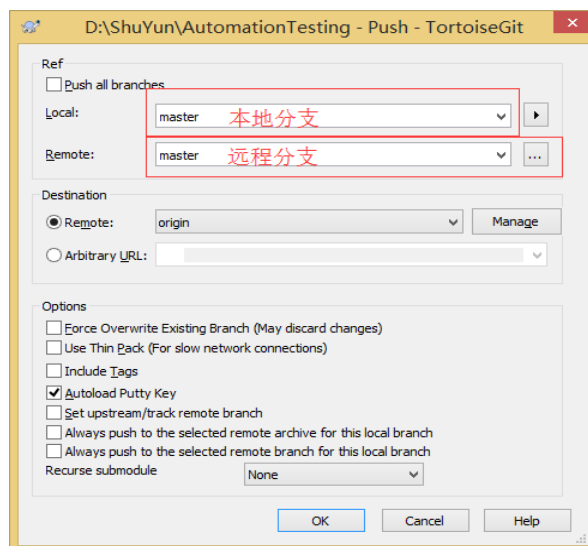 D:\ShuYun\AutomationTesting - Push - TortoiseGit
Ref
Push all branches
Local:
master 本地分支
Remote:
master 远程分支
...
Destination
Remote:
origin
Manage
Arbitrary URL:
Options
Force Overwrite Existing Branch (May discard changes)
Use Thin Pack (For slow network connections)
Include Tags
Autoload Putty Key
Set upstream/track remote branch
Always push to the selected remote archive for this local branch
Always push to the selected remote branch for this local branch
Recurse submodule
None
OK
Cancel
Help